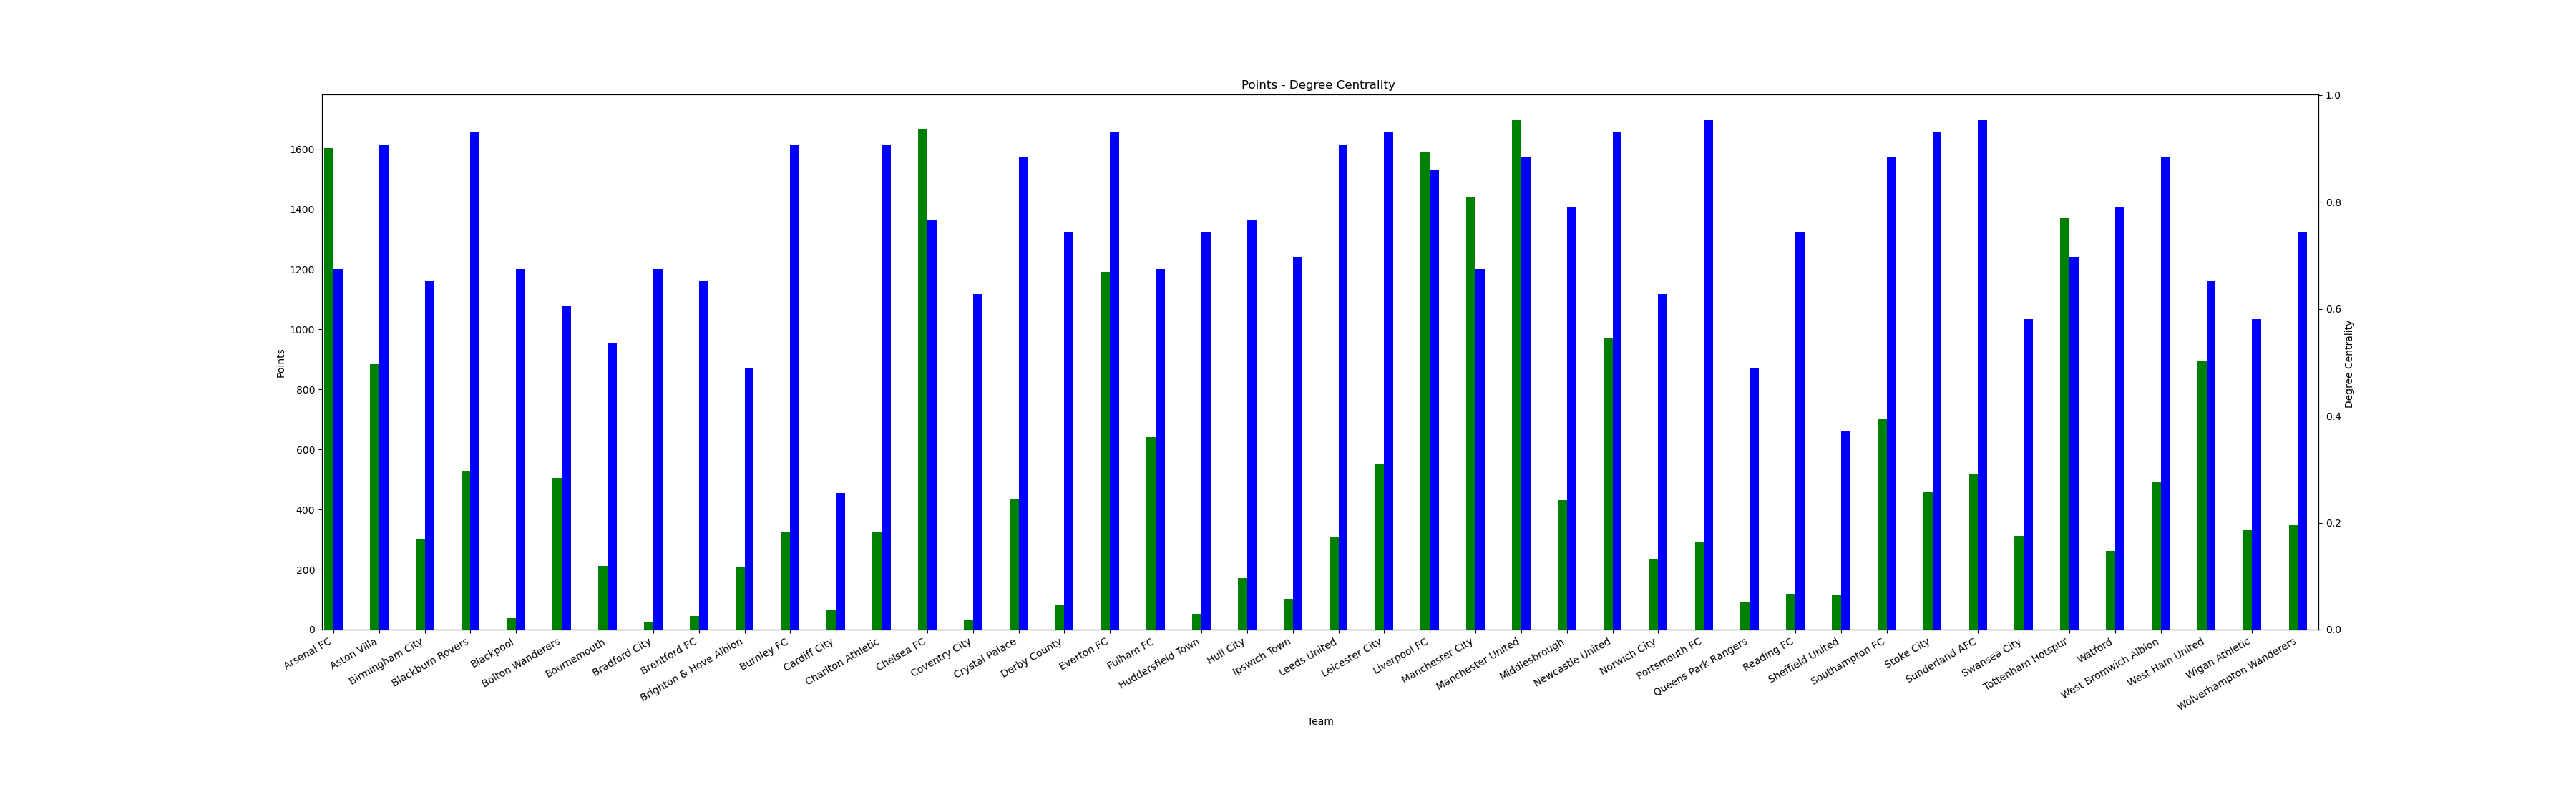 Points - Degree Centrality
Points
1600
1400
1200
1000
800
600
400
200
0
1.0
0.8
0.6
0.4
0.2
0.0
Degree Centrality
Arsenal FC
Aston Villa
Birmingham City
Blackburn Rovers
Blackpool
Bolton Wanderers
Bournemouth
Bradford City
Brentford FC
Brighton & Hove Albion
Burnley FC
Cardiff City
Charlton Athletic
Chelsea FC
Coventry City
Crystal Palace
Derby County
Everton FC
Fulham FC
Huddersfield Town
Hull City
Ipswich Town
Leeds United
Leicester City
Liverpool FC
Manchester City
Manchester United
Middlesbrough
Newcastle United
Norwich City
Portsmouth FC
Queens Park Rangers
Reading FC
Sheffield United
Southampton FC
Stoke City
Sunderland AFC
Swansea City
Tottenham Hotspur
Watford
West Bromwich Albion
West Ham United
Wigan Athletic
Wolverhampton Wanderers
Team